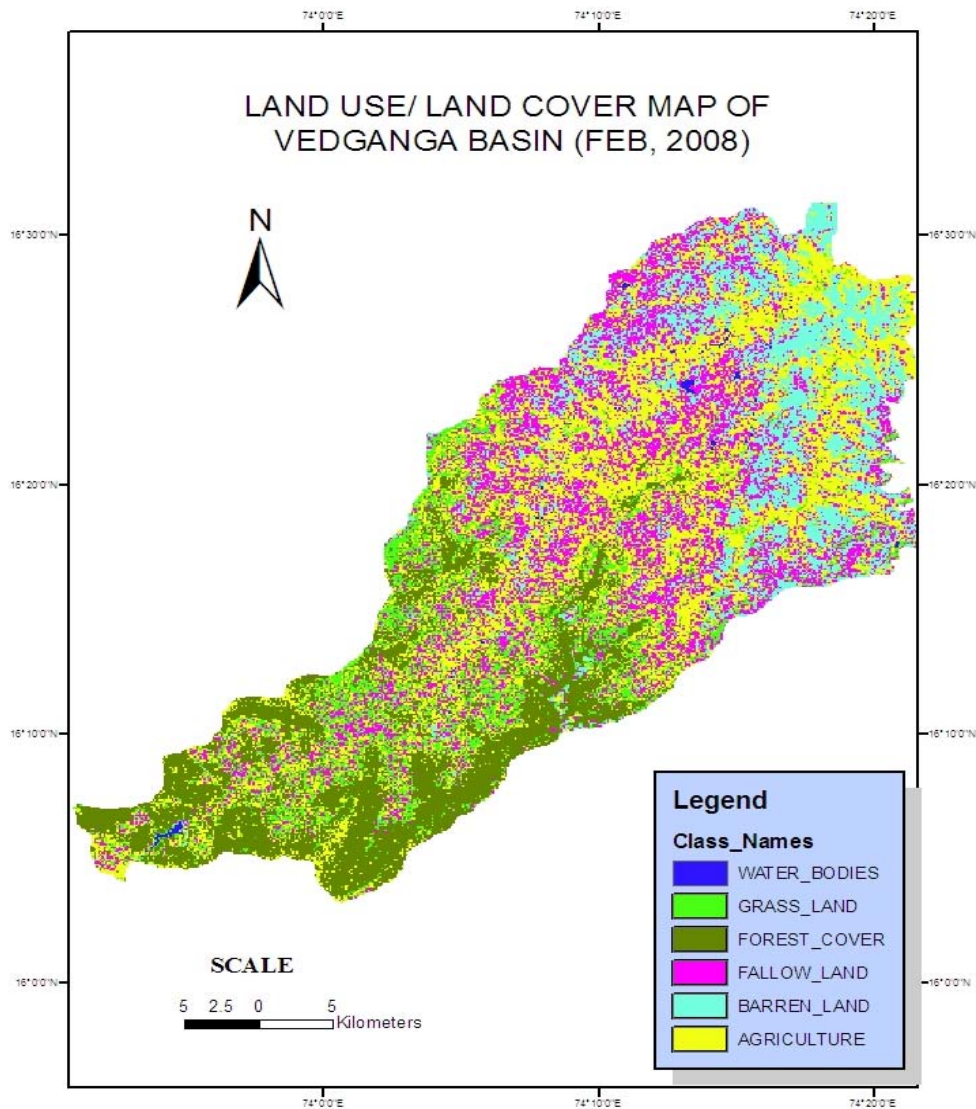 74°0'0"E 74°10'0"E 74°20'0"E
LAND USE/ LAND COVER MAP OF
VEDGANGA BASIN (FEB, 2008)
N
16°30'0"N 16°30'0"N
16°20'0"N 16°20'0"N
16°10'0"N 16°10'0"N
Legend
Class_Names
WATER_BODIES
GRASS_LAND
FOREST_COVER
FALLOW_LAND
BARREN_LAND
AGRICULTURE
SCALE
16°0'0"N 16°0'0"N
5 2.5 0 5
Kilometers
74°0'0"E 74°10'0"E 74°20'0"E